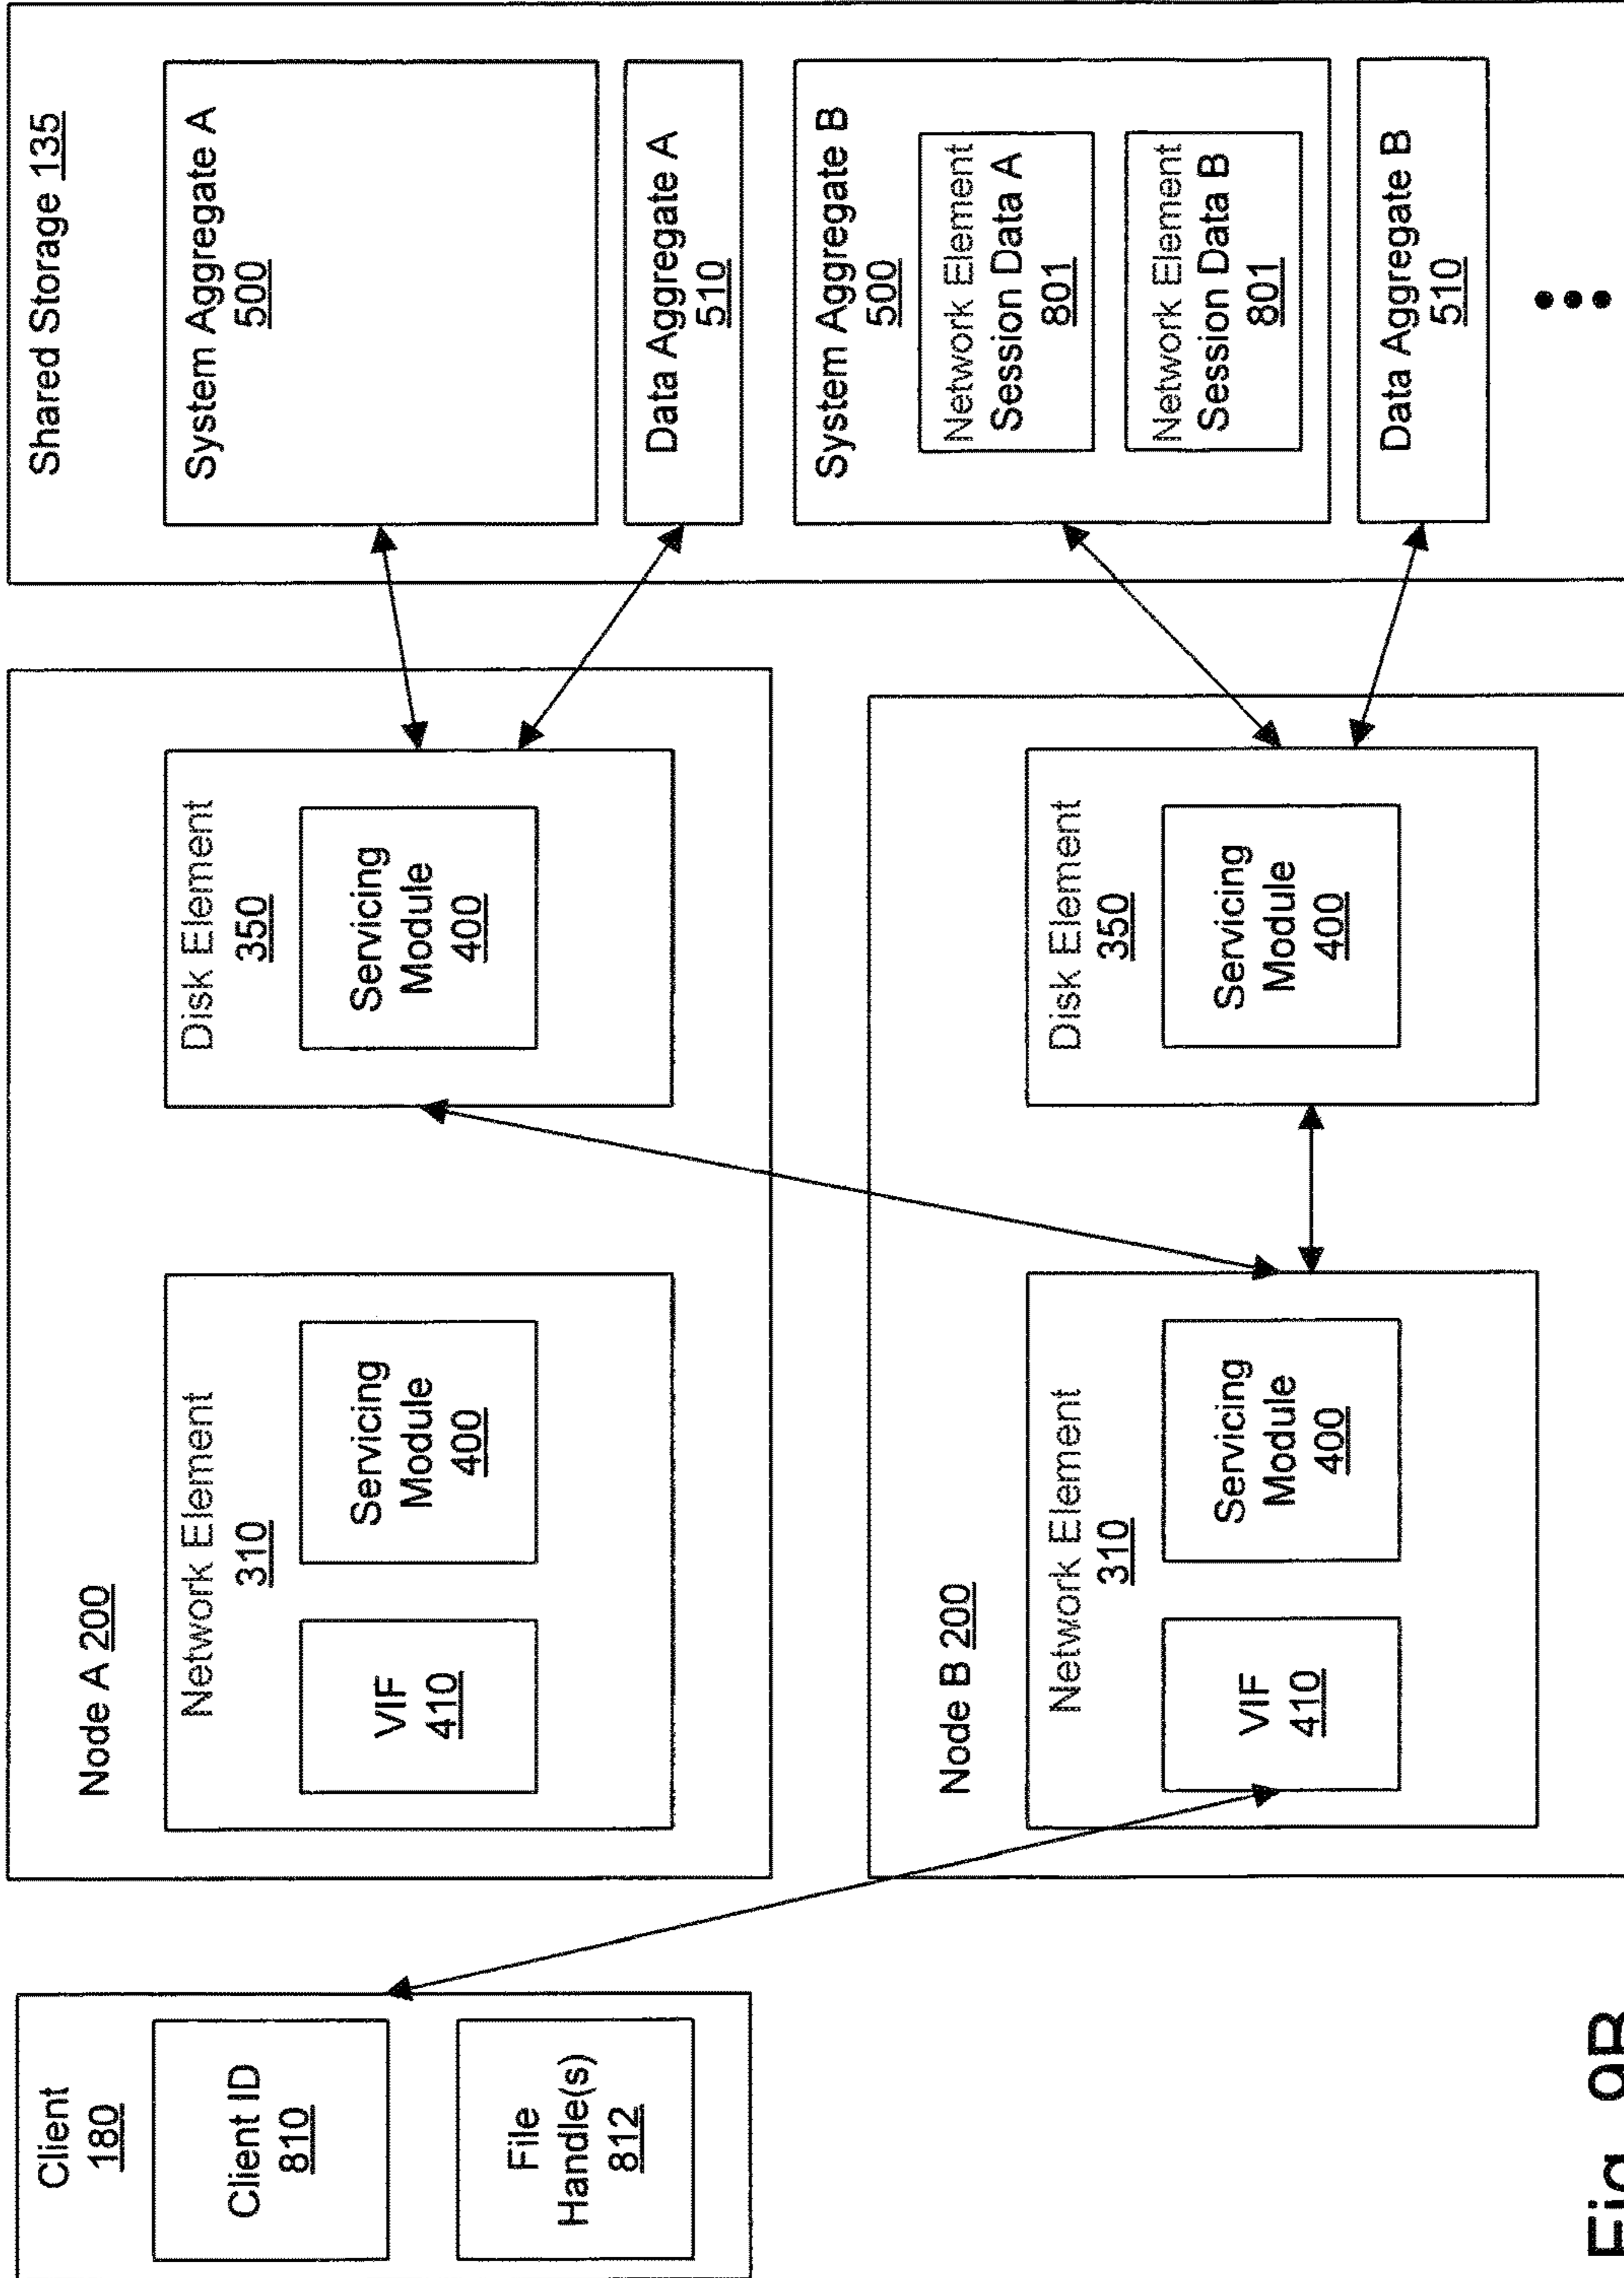 Client
180
Client ID
810
File
Handle(s)
812
Node A 200
Network Element
310
VIF
410
Servicing
Module
400
Disk Element
350
Servicing
Module
400
Node B 200
Network Element
310
VIF
410
Servicing
Module
400
Disk Element
350
Servicing
Module
400
Shared Storage 135
System Aggregate A
500
Data Aggregate A
510
System Aggregate B
500
Network Element
Session Data A
801
Network Element
Session Data B
801
Data Aggregate B
510
Fig. 9B